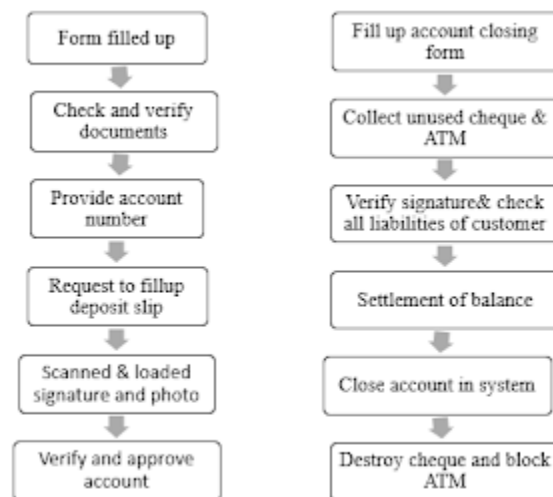 Form filled up
Check and verify
documents
Provide account
number
Request to fillup
deposit slip
Scanned & loaded
signature and photo
Verify and approve
account
Fill up account closing
form
Collect unused cheque &
ATM
Verify signature& check
all liabilities of customer
Settlement of balance
Close account in system
Destroy cheque and block
ATM